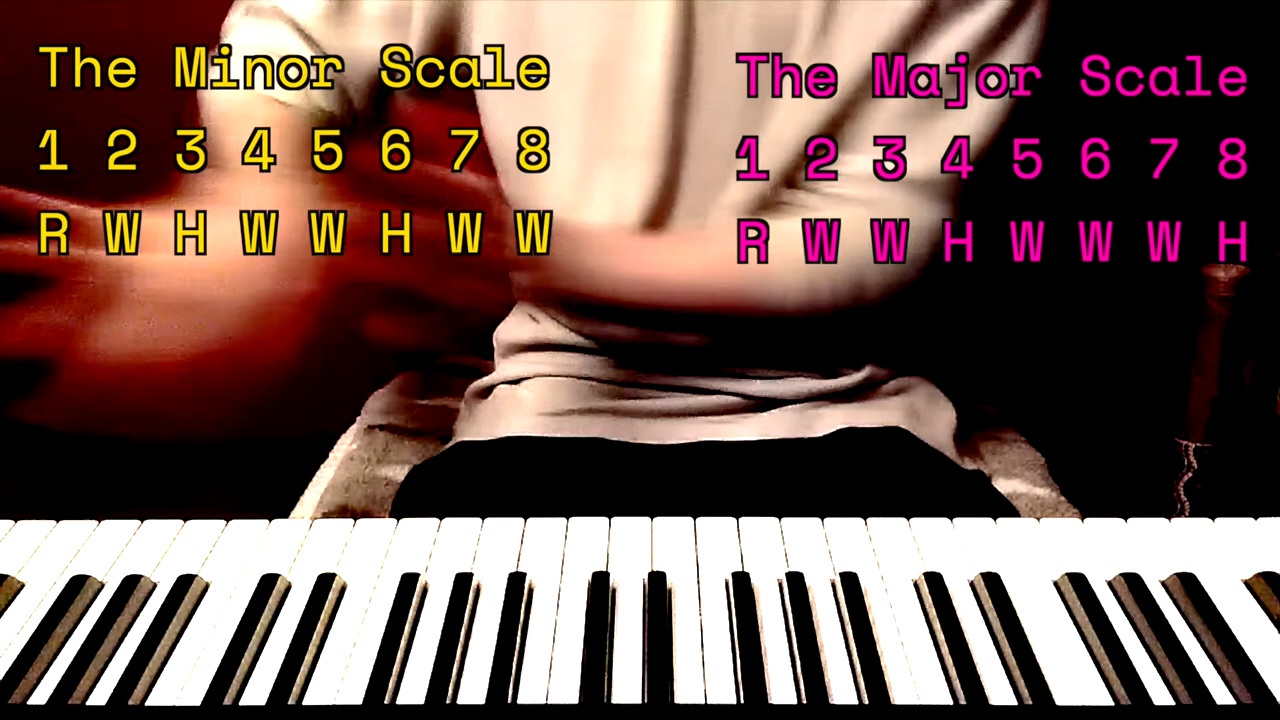 The Minor Scale
1 2 3 4 5 6 7 8
R W H W W H W W
The Major Scale
1 2 3 4 5 6 7 8
R W W H W W W H